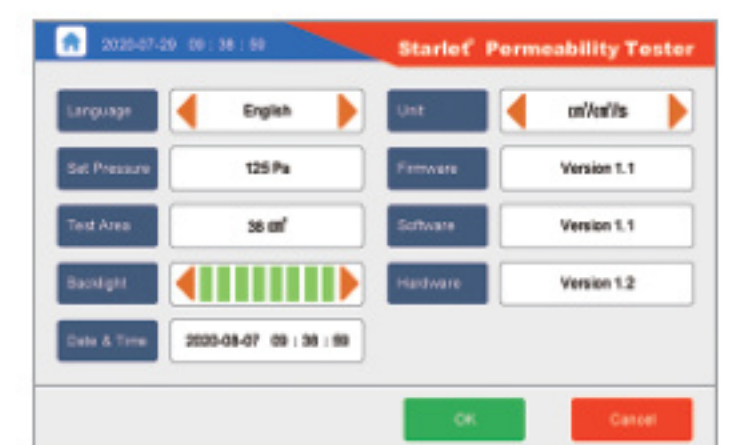 2020-07-29 09 : 38 : 59
Starlet® Permeability Tester
Language
English
Unit
cm³/cm²/s
Set Pressure
125 Pa
Firmware
Version 1.1
Test Area
38 cm²
Software
Version 1.1
Backlight
Hardware
Version 1.2
Date & Time
2020-08-07 09 : 38 : 59
OK
Cancel